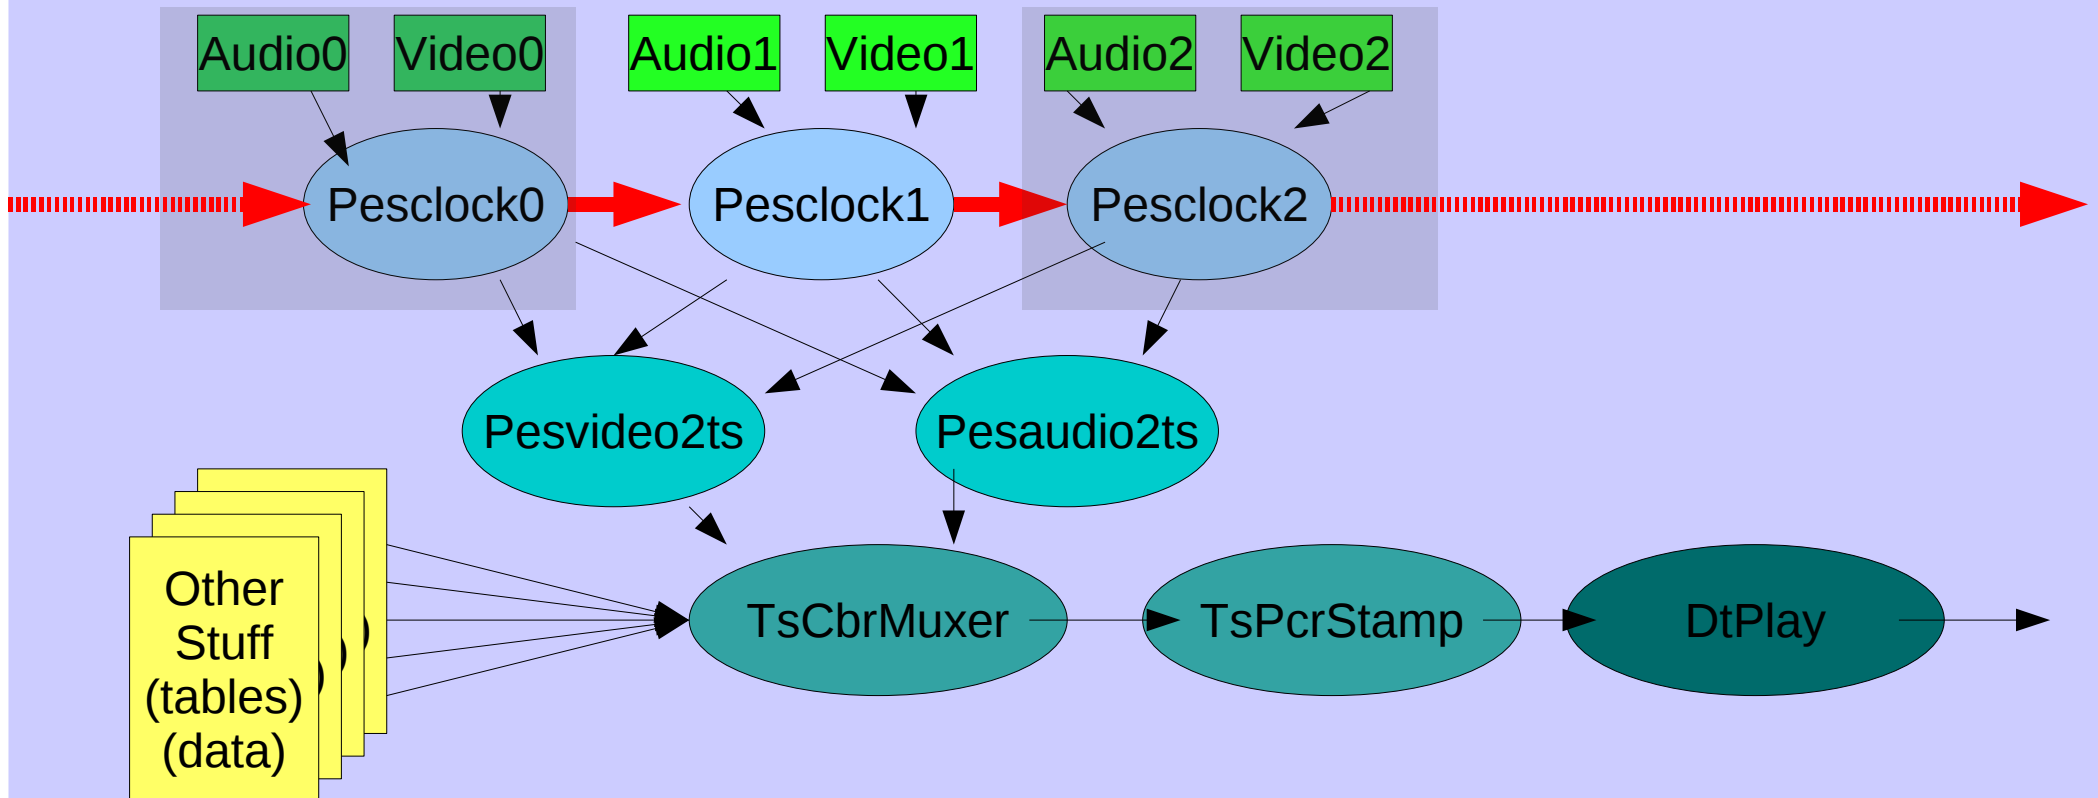 Audio0 Video0 Audio1 Video1 Audio2 Video2
Pesclock0 Pesclock1 Pesclock2
Pesvideo2ts Pesaudio2ts
Other
Stuff
(tables)
(data)
TsCbrMuxer TsPcrStamp DtPlay